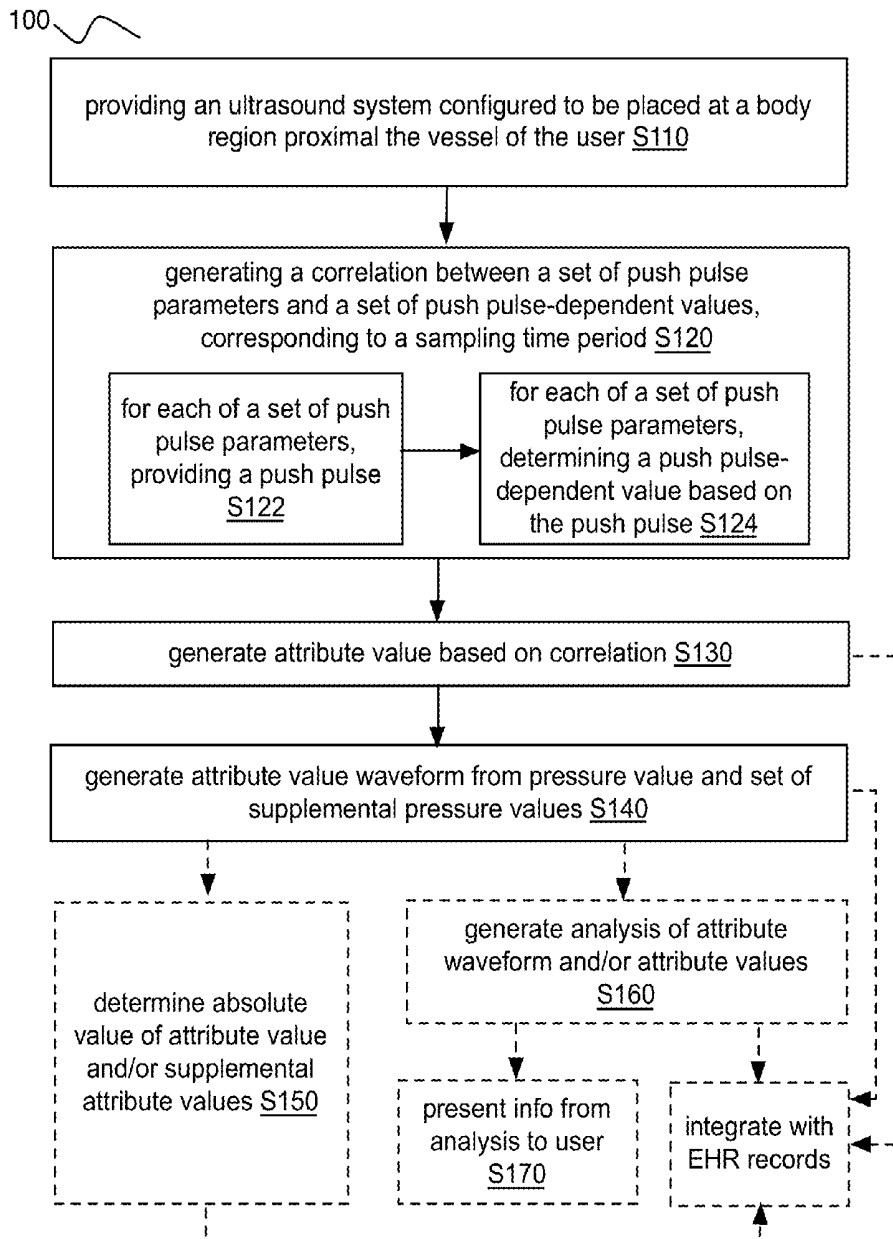 100
providing an ultrasound system configured to be placed at a body
region proximal the vessel of the user S110
generating a correlation between a set of push pulse
parameters and a set of push pulse-dependent values,
corresponding to a sampling time period S120
for each of a set of push
pulse parameters,
providing a push pulse
S122
for each of a set of push
pulse parameters,
determining a push pulse-
dependent value based on
the push pulse S124
generate attribute value based on correlation S130
generate attribute value waveform from pressure value and set of
supplemental pressure values S140
determine absolute
value of attribute value
and/or supplemental
attribute values S150
generate analysis of attribute
waveform and/or attribute values
S160
present info from
analysis to user
S170
integrate with
EHR records